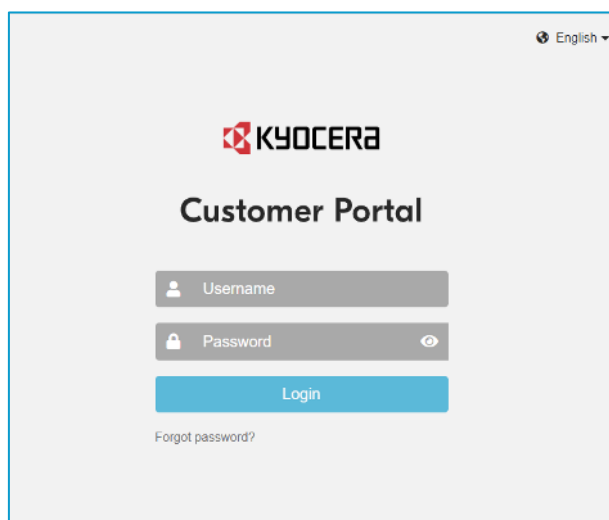 English
KYOCERA
Customer Portal
Username
Password
Login
Forgot password?